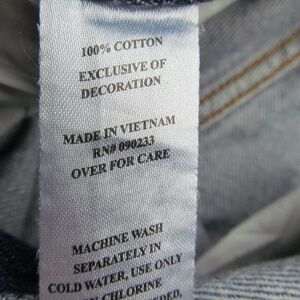 100% COTTON
EXCLUSIVE OF
DECORATION
MADE IN VIETNAM
RN# 090233
OVER FOR CARE
MACHINE WASH
SEPARATELY IN
COLD WATER, USE ONLY
CHLORINE